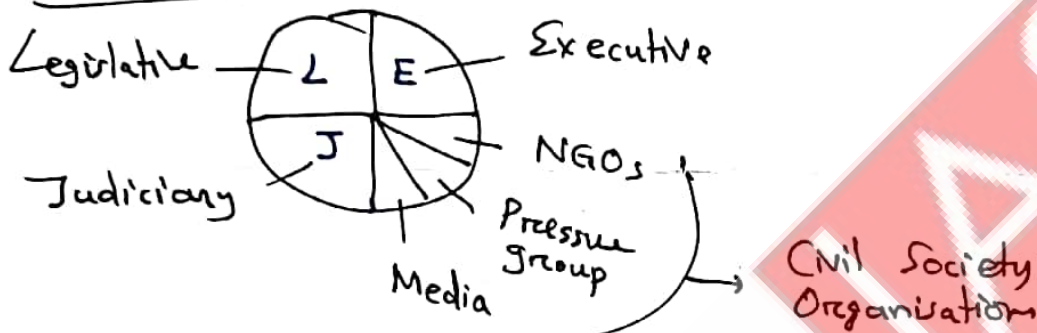 Legislative
L
E
Executive
Judiciary
J
NGOs
Pressure
group
Media
Civil Society
Organisation